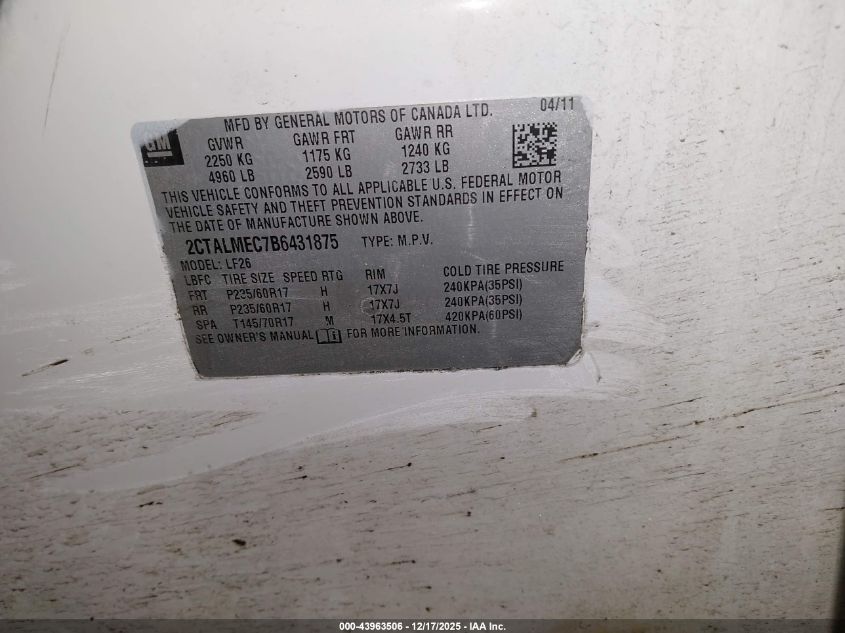 MFD BY GENERAL MOTORS OF CANADA LTD. 04/11
GM
GVWR GAWR FRT GAWR RR
2250 KG 1175 KG 1240 KG
4960 LB 2590 LB 2733 LB
THIS VEHICLE CONFORMS TO ALL APPLICABLE U.S. FEDERAL MOTOR
VEHICLE SAFETY AND THEFT PREVENTION STANDARDS IN EFFECT ON
THE DATE OF MANUFACTURE SHOWN ABOVE.
2CTALMEC7B6431875 TYPE: M.P.V.
MODEL: LF26
LBFC TIRE SIZE SPEED RTG RIM COLD TIRE PRESSURE
FRT P235/60R17 H 17X7J 240KPA(35PSI)
RR P235/60R17 H 17X7J 240KPA(35PSI)
SPA T145/70R17 M 17X4.5T 420KPA(60PSI)
SEE OWNER'S MANUAL FOR MORE INFORMATION.
000-43963506 - 12/17/2025 - IAA Inc.